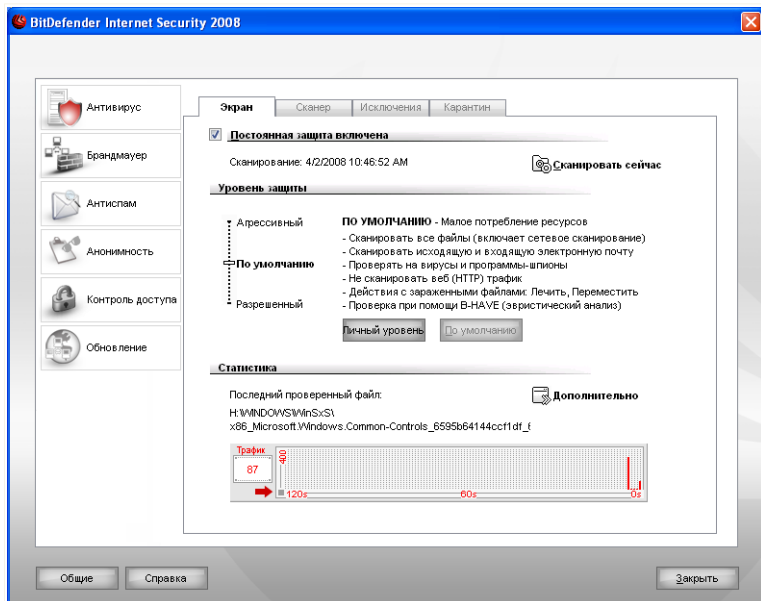 BitDefender Internet Security 2008
Антивирус
Брандмауер
Антиспам
Анонимность
Контроль доступа
Обновление
Экран
Сканер
Исключения
Карантин
Постоянная защита включена
Сканирование: 4/2/2008 10:46:52 AM
Сканировать сейчас
Уровень защиты
Агрессивный
По умолчанию
Разрешенный
ПО УМОЛЧАНИЮ - Малое потребление ресурсов
- Сканировать все файлы (включает сетевое сканирование)
- Сканировать исходящую и входящую электронную почту
- Проверять на вирусы и программы-шпионы
- Не сканировать веб (HTTP) трафик
- Действия с зараженными файлами: Лечить, Переместить
- Проверка при помощи B-HAVE (эвристический анализ)
Личный уровень
По умолчанию
Статистика
Последний проверенный файл:
Дополнительно
H:\WINDOWS\WinSxS\
x86_Microsoft.Windows.Common-Controls_6595b64144ccf1df_6
Трафик
87
400
120s
60s
0s
Общие
Справка
Закрыть